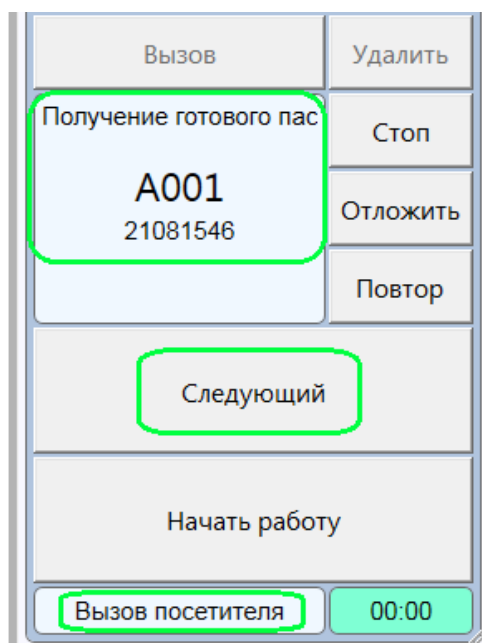 Вызов
Удалить
Получение готового пас
A001
21081546
Стоп
Отложить
Повтор
Следующий
Начать работу
Вызов посетителя
00:00